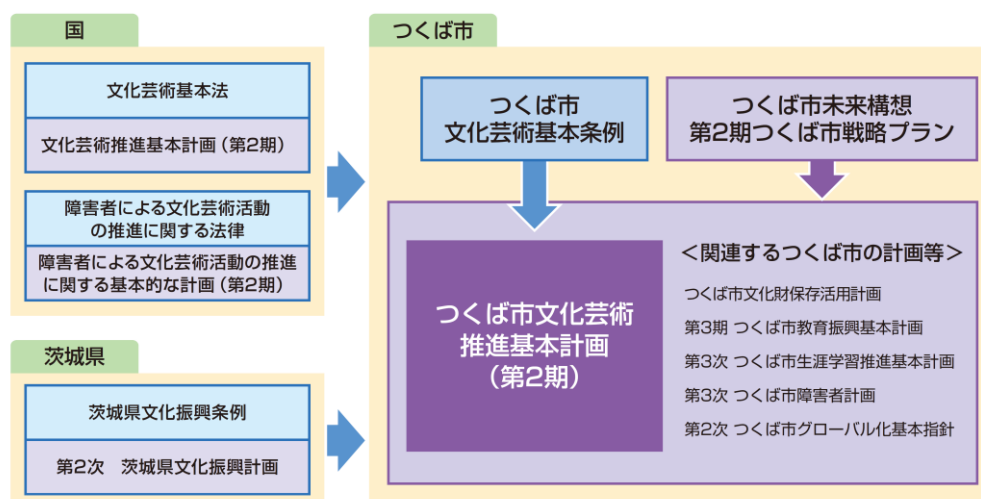 国
文化芸術基本法
文化芸術推進基本計画(第2期)
障害者による文化芸術活動
の推進に関する法律
障害者による文化芸術活動の推進
に関する基本的な計画(第2期)
茨城県
茨城県文化振興条例
第2次　茨城県文化振興計画
つくば市
つくば市
文化芸術基本条例
つくば市未来構想
第2期つくば市戦略プラン
つくば市文化芸術
推進基本計画
(第2期)
<関連するつくば市の計画等>
つくば市文化財保存活用計画
第3期 つくば市教育振興基本計画
第3次 つくば市生涯学習推進基本計画
第3次 つくば市障害者計画
第2次 つくば市グローバル化基本指針